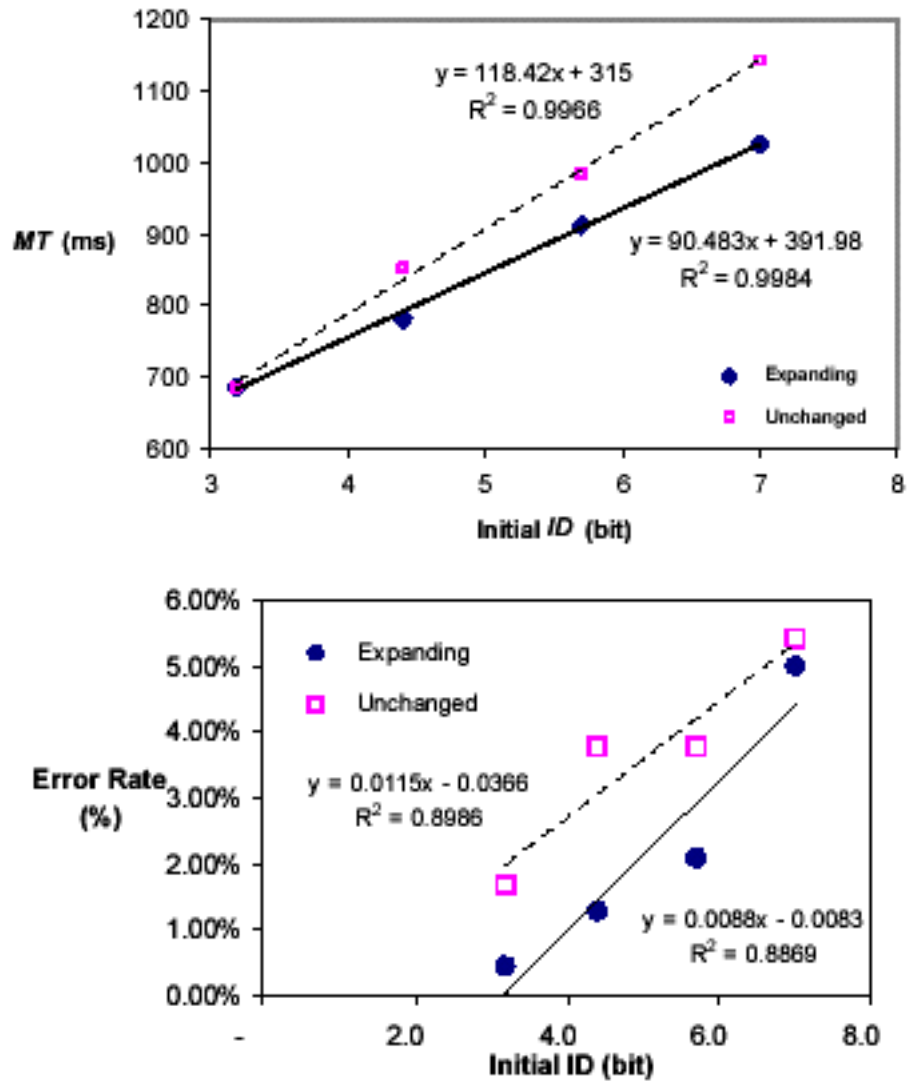 1200
1100
1000
900
800
700
600
MT (ms)
y = 118.42x + 315
R² = 0.9966
y = 90.483x + 391.98
R² = 0.9984
Expanding
Unchanged
3 4 5 6 7 8
Initial ID (bit)
6.00%
5.00%
4.00%
3.00%
2.00%
1.00%
0.00%
Error Rate
(%)
Expanding
Unchanged
y = 0.0115x - 0.0366
R² = 0.8986
y = 0.0088x - 0.0083
R² = 0.8869
- 2.0 4.0 6.0 8.0
Initial ID (bit)